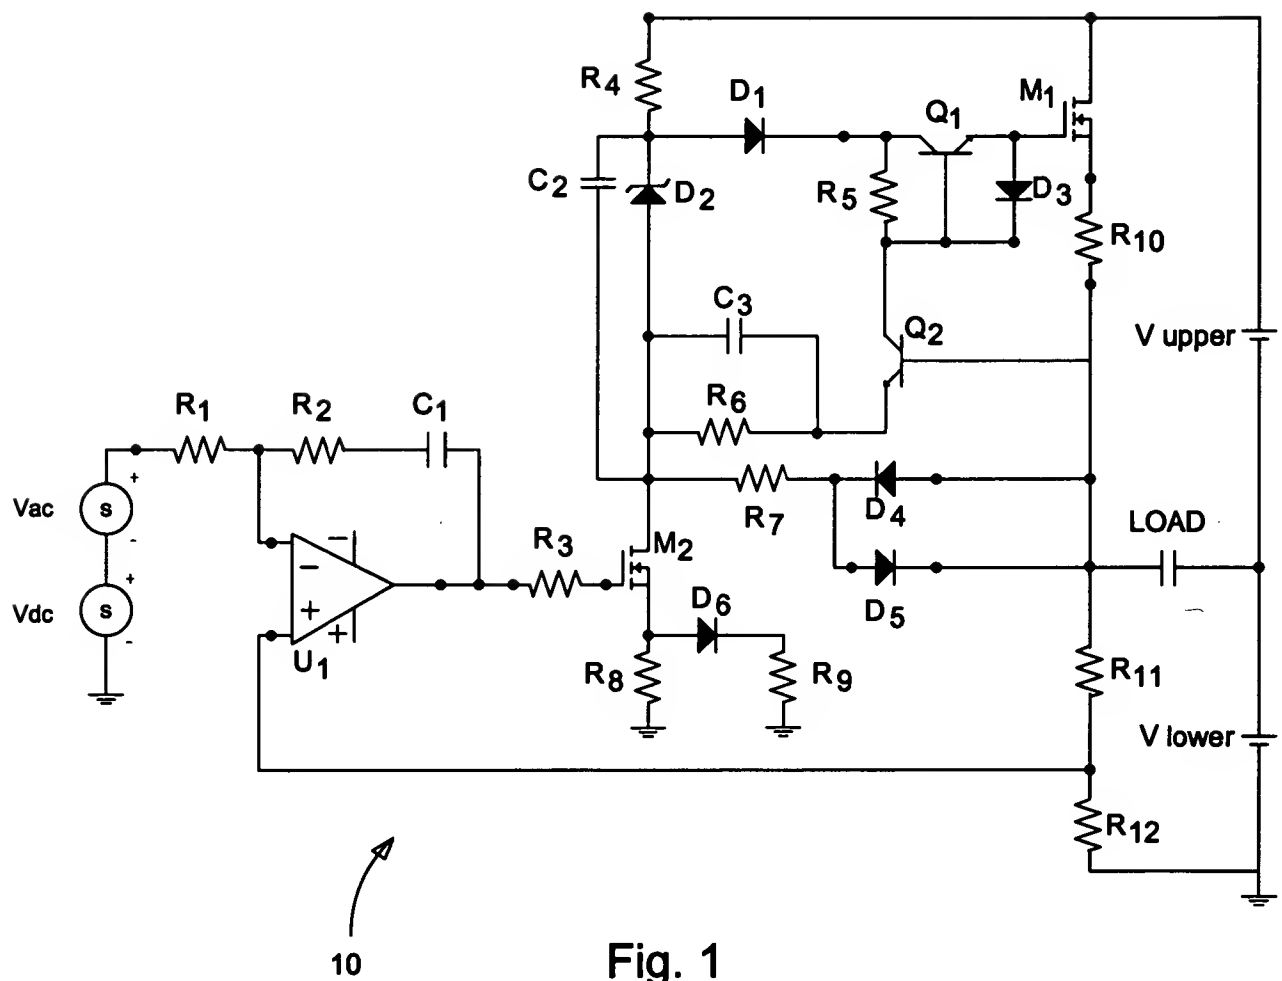 R4
D1
M1
Q1
C2
D2
R5
D3
R10
C3
Q2
V upper
R1
R2
C1
R6
+
Vac
S
-
R7
D4
LOAD
R3
M2
+
Vdc
S
-
−
−
+
+
U1
D6
D5
R8
R9
R11
V lower
R12
10
Fig. 1